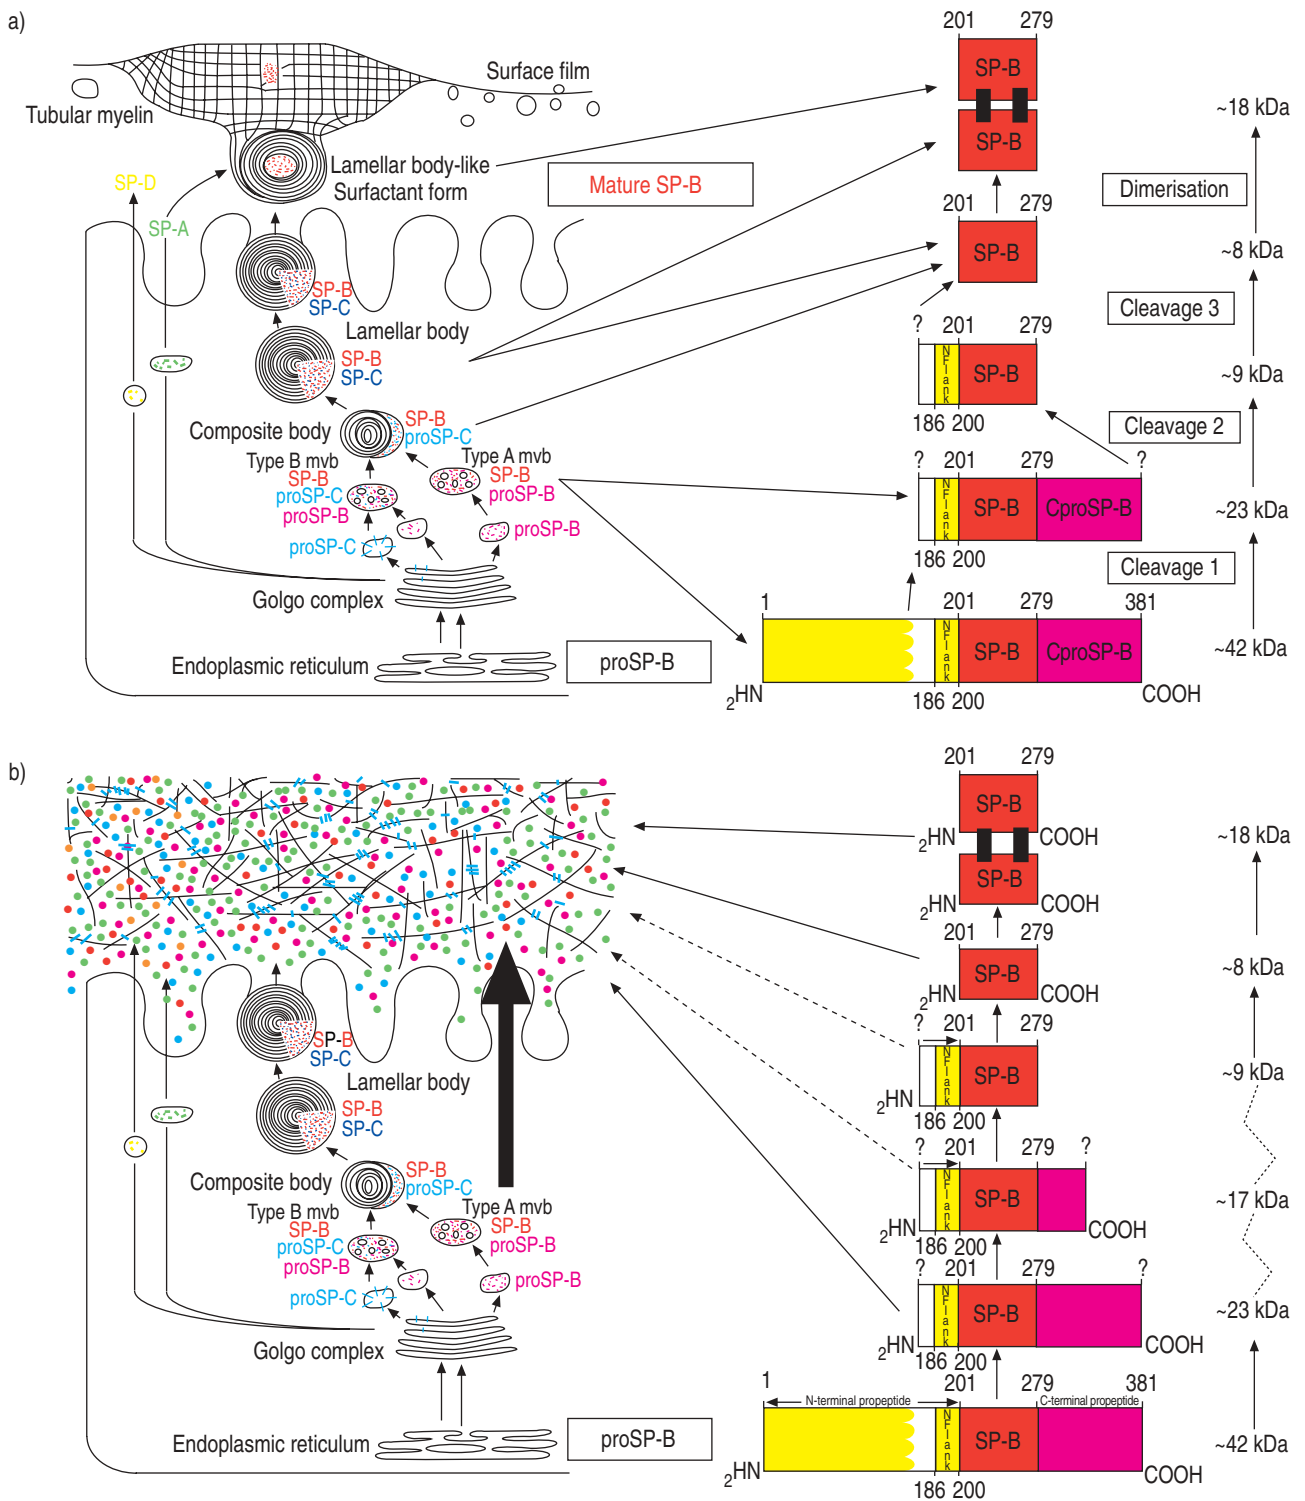 a)
201 279
SP-B
SP-B
~18 kDa
Surface film
Tubular myelin
Lamellar body-like
Surfactant form
SP-D
SP-A
Mature SP-B
Dimerisation
201 279
SP-B
~8 kDa
SP-B
SP-C
Lamellar body
Cleavage 3
? 201 279
N Flank
SP-B
186 200
~9 kDa
SP-B
SP-C
Composite body
SP-B
proSP-C
Cleavage 2
Type B mvb
SP-B
proSP-C
proSP-B
Type A mvb
SP-B
proSP-B
? 201 279 ?
N Flank
SP-B
CproSP-B
186 200
~23 kDa
proSP-C
proSP-B
Cleavage 1
Golgo complex
1 201 279 381
N Flank
SP-B
CproSP-B
~42 kDa
Endoplasmic reticulum
proSP-B
2HN
186 200
COOH
b)
201 279
SP-B
2HN COOH
SP-B
2HN COOH
~18 kDa
201 279
SP-B
2HN COOH
~8 kDa
SP-B
SP-C
Lamellar body
? 201 279
N Flank
SP-B
2HN
186 200
~9 kDa
SP-B
SP-C
Composite body
SP-B
proSP-C
? 201 279 ?
N Flank
SP-B
2HN COOH
186 200
~17 kDa
Type B mvb
SP-B
proSP-C
proSP-B
Type A mvb
SP-B
proSP-B
proSP-C
proSP-B
? 201 279 ?
N Flank
SP-B
2HN COOH
186 200
~23 kDa
Golgo complex
1 201 279 381
N-terminal propeptide
C-terminal propeptide
N Flank
SP-B
~42 kDa
Endoplasmic reticulum
proSP-B
2HN COOH
186 200